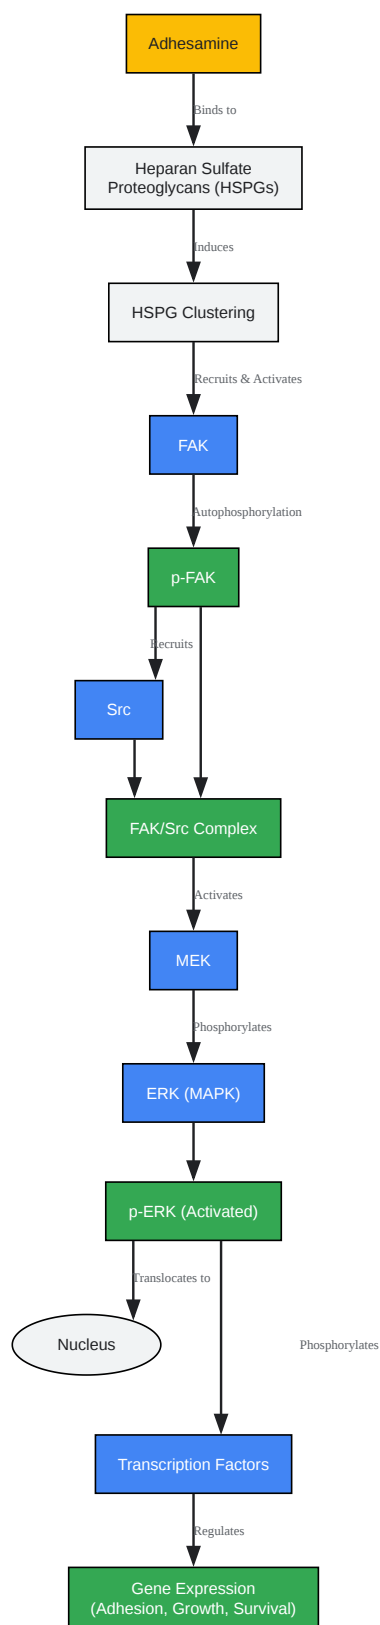 Adhesamine
Binds to
Heparan Sulfate
Proteoglycans (HSPGs)
Induces
HSPG Clustering
Recruits & Activates
FAK
Autophosphorylation
p-FAK
Recruits
Src
FAK/Src Complex
Activates
MEK
Phosphorylates
ERK (MAPK)
p-ERK (Activated)
Translocates to
Nucleus
Phosphorylates
Transcription Factors
Regulates
Gene Expression
(Adhesion, Growth, Survival)